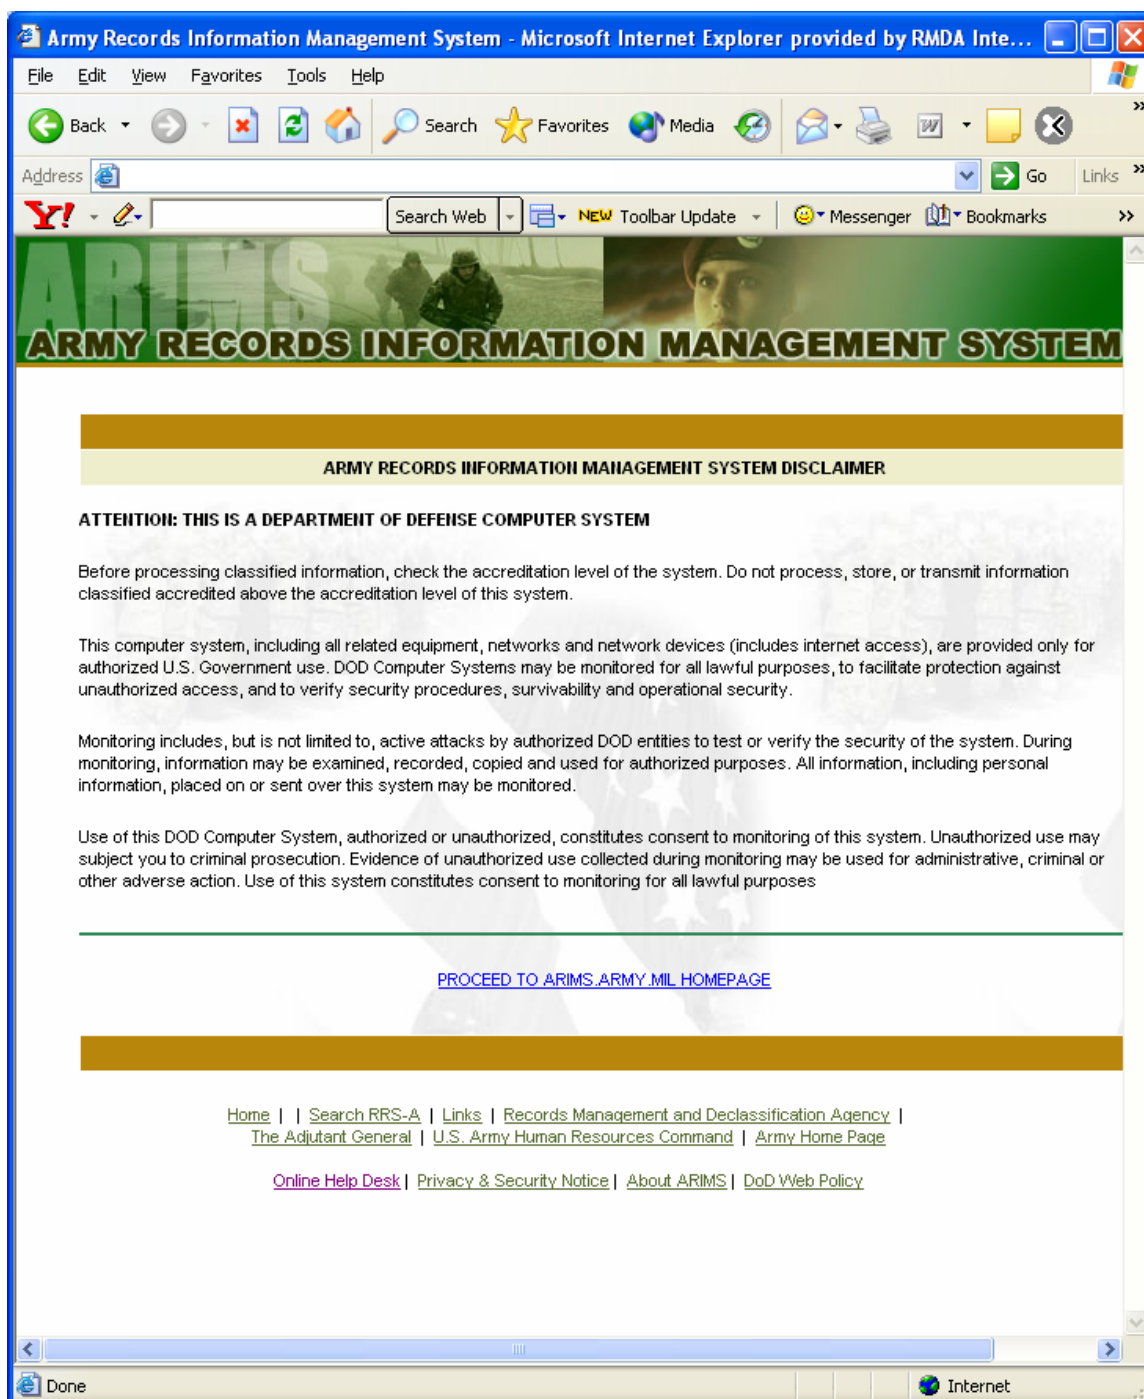 Army Records Information Management System - Microsoft Internet Explorer provided by RMDA Inte...
File Edit View Favorites Tools Help
Back Search Favorites Media
Address Go Links
Y! Search Web NEW Toolbar Update Messenger Bookmarks
ARIMS
ARMY RECORDS INFORMATION MANAGEMENT SYSTEM
ARMY RECORDS INFORMATION MANAGEMENT SYSTEM DISCLAIMER
ATTENTION: THIS IS A DEPARTMENT OF DEFENSE COMPUTER SYSTEM
Before processing classified information, check the accreditation level of the system. Do not process, store, or transmit information
classified accredited above the accreditation level of this system.
This computer system, including all related equipment, networks and network devices (includes internet access), are provided only for
authorized U.S. Government use. DOD Computer Systems may be monitored for all lawful purposes, to facilitate protection against
unauthorized access, and to verify security procedures, survivability and operational security.
Monitoring includes, but is not limited to, active attacks by authorized DOD entities to test or verify the security of the system. During
monitoring, information may be examined, recorded, copied and used for authorized purposes. All information, including personal
information, placed on or sent over this system may be monitored.
Use of this DOD Computer System, authorized or unauthorized, constitutes consent to monitoring of this system. Unauthorized use may
subject you to criminal prosecution. Evidence of unauthorized use collected during monitoring may be used for administrative, criminal or
other adverse action. Use of this system constitutes consent to monitoring for all lawful purposes
PROCEED TO ARIMS.ARMY.MIL HOMEPAGE
Home | | Search RRS-A | Links | Records Management and Declassification Agency |
The Adjutant General | U.S. Army Human Resources Command | Army Home Page
Online Help Desk | Privacy & Security Notice | About ARIMS | DoD Web Policy
Done Internet